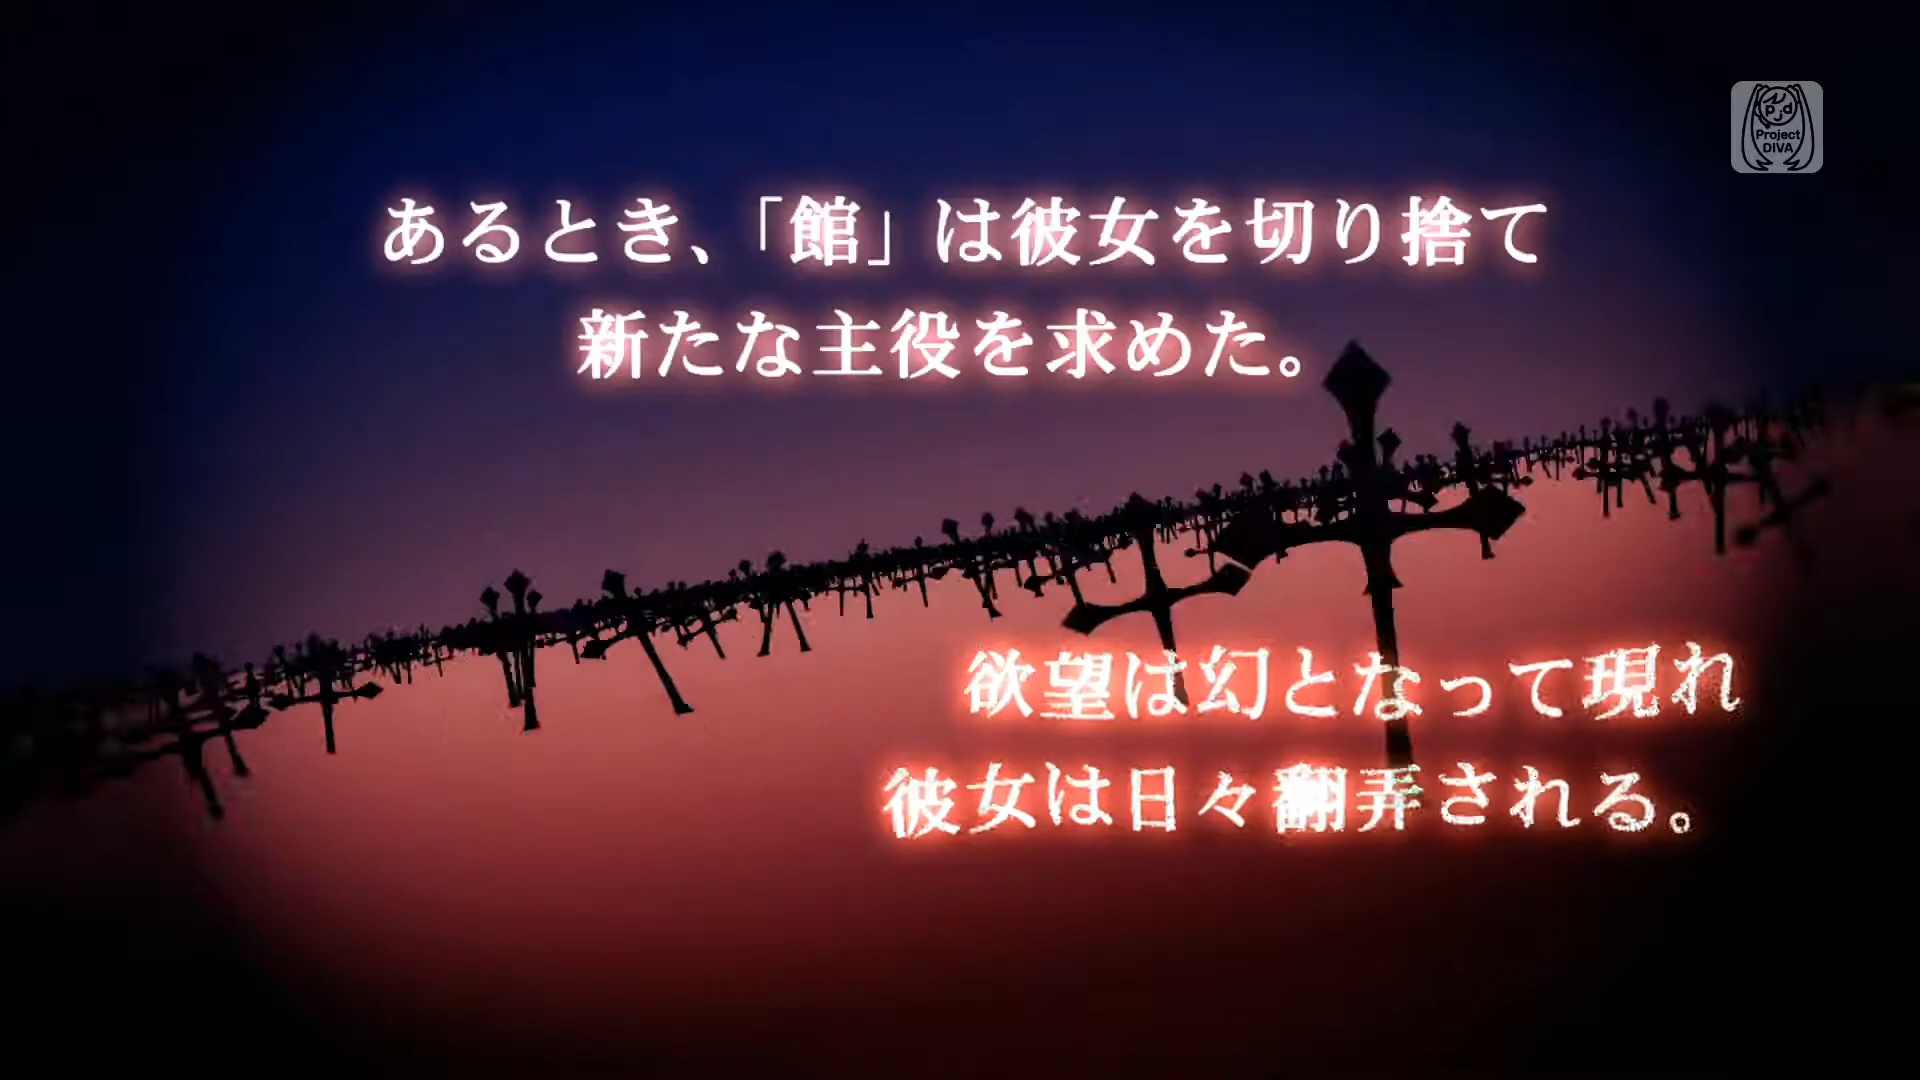 あるとき、「館」は彼女を切り捨て
新たな主役を求めた。
欲望は幻となって現れ
彼女は日々翻弄される。
Pjd
Project
DIVA